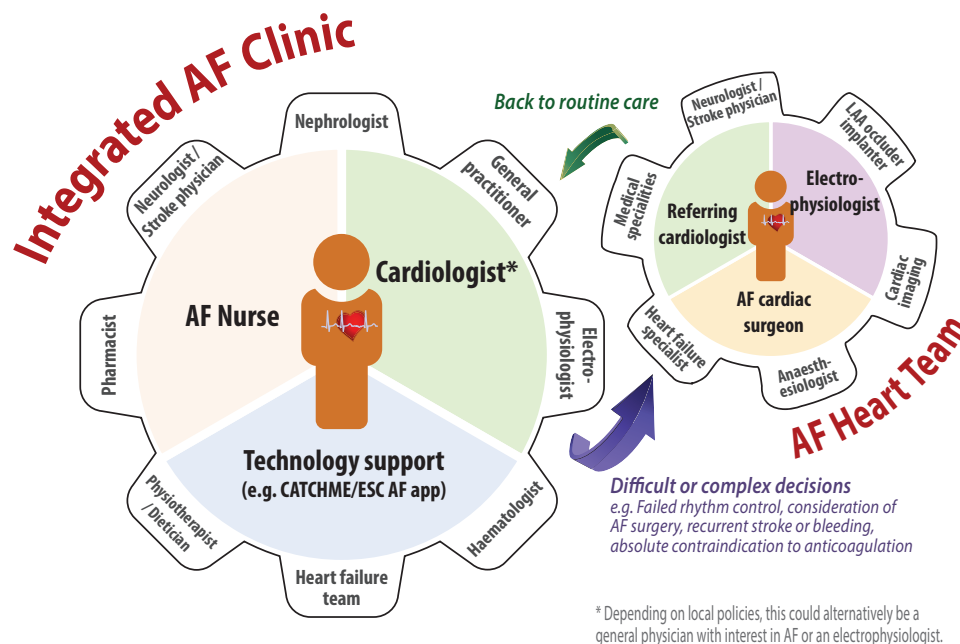 Integrated AF Clinic
Nephrologist
General
practitioner
Electro-
physiologist
Haematologist
Heart failure
team
Physiotherapist
/ Dietician
Pharmacist
Neurologist /
Stroke physician
AF Nurse
Cardiologist*
Technology support
(e.g. CATCHME/ESC AF app)
Back to routine care
Neurologist /
Stroke physician
LAA occluder
implanter
Cardiac
imaging
Anaesth-
esiologist
Heart failure
specialist
Medical
specialities
Referring
cardiologist
Electro-
physiologist
AF cardiac
surgeon
AF Heart Team
Difficult or complex decisions
e.g. Failed rhythm control, consideration of
AF surgery, recurrent stroke or bleeding,
absolute contraindication to anticoagulation
* Depending on local policies, this could alternatively be a
general physician with interest in AF or an electrophysiologist.